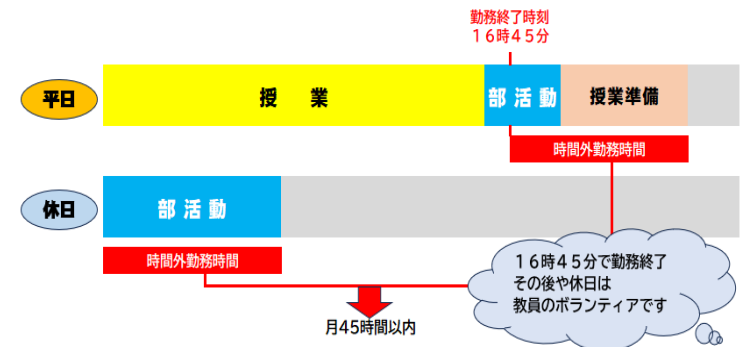 勤務終了時刻
１６時４５分
平日
授　業
部活動
授業準備
時間外勤務時間
休日
部活動
時間外勤務時間
１６時４５分で勤務終了
その後や休日は
教員のボランティアです
月45時間以内